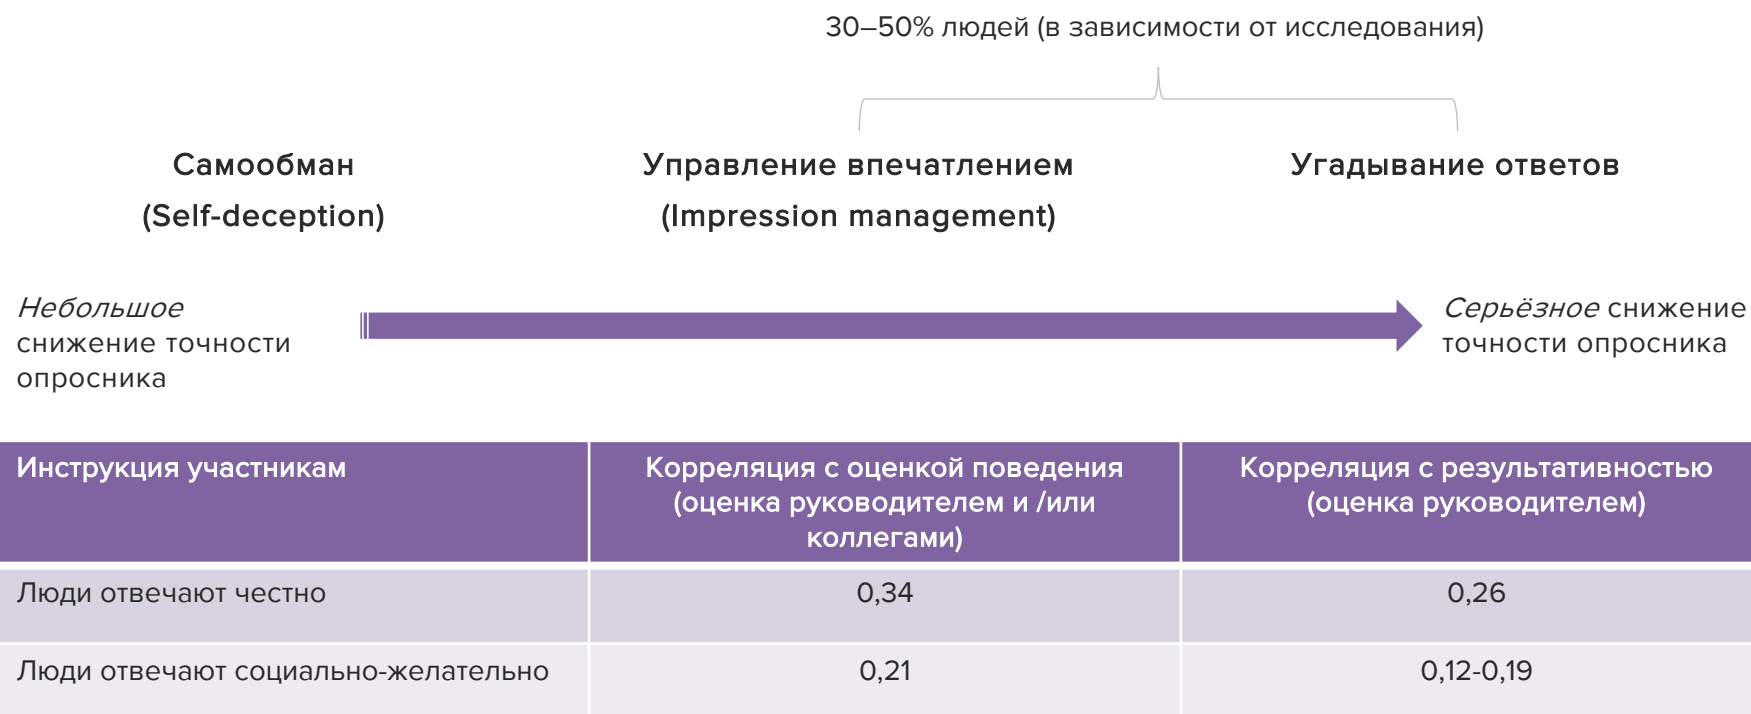 30–50% людей (в зависимости от исследования)
Самообман
(Self-deception)
Управление впечатлением
(Impression management)
Угадывание ответов
Небольшое
снижение точности
опросника
Серьёзное снижение
точности опросника
Инструкция участникам
Корреляция с оценкой поведения
(оценка руководителем и /или
коллегами)
Корреляция с результативностью
(оценка руководителем)
Люди отвечают честно
0,34
0,26
Люди отвечают социально-желательно
0,21
0,12-0,19